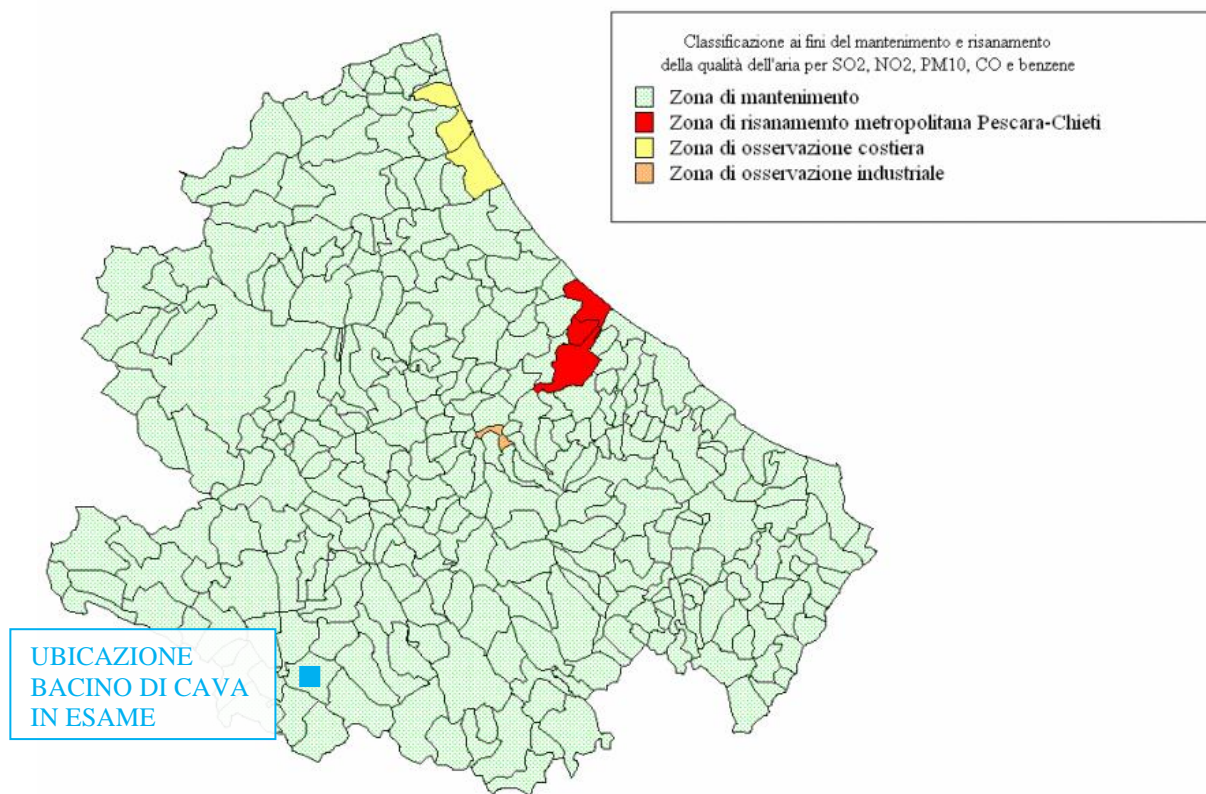 Classificazione ai fini del mantenimento e risanamento
della qualità dell'aria per SO2, NO2, PM10, CO e benzene
Zona di mantenimento
Zona di risanamemto metropolitana Pescara-Chieti
Zona di osservazione costiera
Zona di osservazione industriale
UBICAZIONE
BACINO DI CAVA
IN ESAME